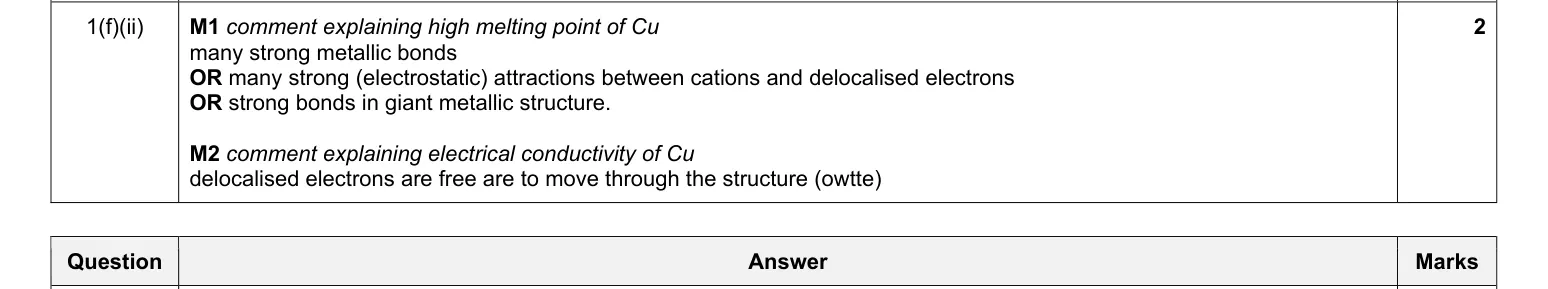 1(f)(ii) M1 comment explaining high melting point of Cu 2
many strong metallic bonds
OR many strong (electrostatic) attractions between cations and delocalised electrons
OR strong bonds in giant metallic structure.
M2 comment explaining electrical conductivity of Cu
delocalised electrons are free are to move through the structure (owtte)
Question Answer Marks